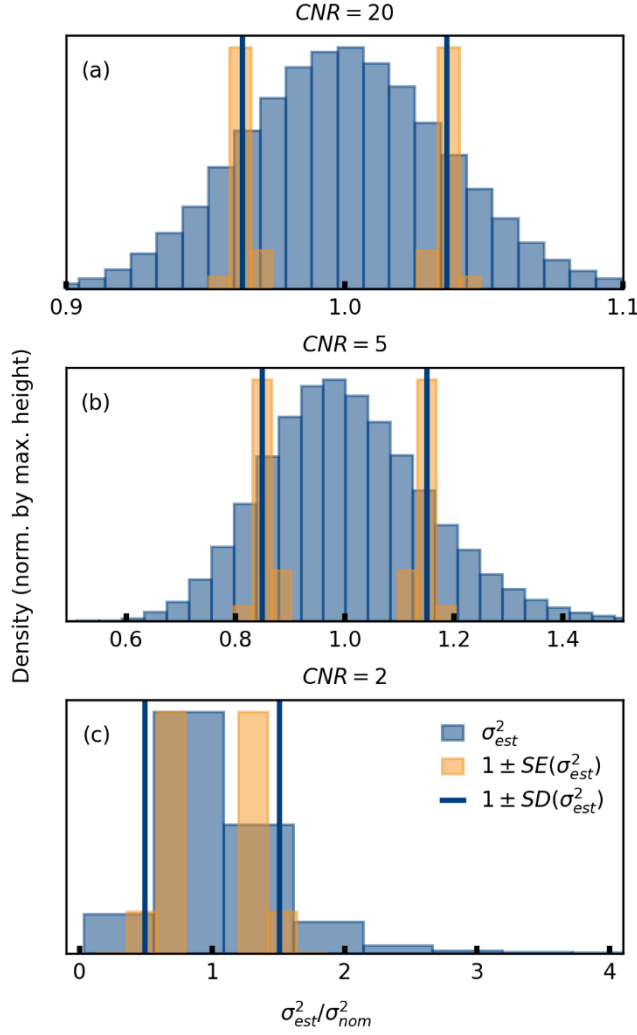 CNR = 20
(a)
0.9 1.0 1.1
CNR = 5
(b)
0.6 0.8 1.0 1.2 1.4
CNR = 2
(c)
σ²est
1 ± SE(σ²est)
1 ± SD(σ²est)
0 1 2 3 4
σ²est/σ²nom
Density (norm. by max. height)